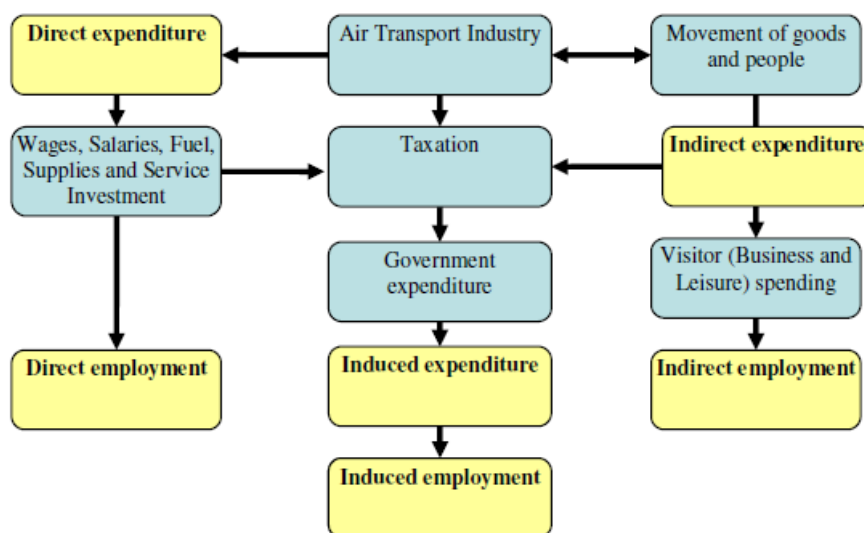 Direct expenditure
Air Transport Industry
Movement of goods
and people
Wages, Salaries, Fuel,
Supplies and Service
Investment
Taxation
Indirect expenditure
Government
expenditure
Visitor (Business and
Leisure) spending
Direct employment
Induced expenditure
Indirect employment
Induced employment